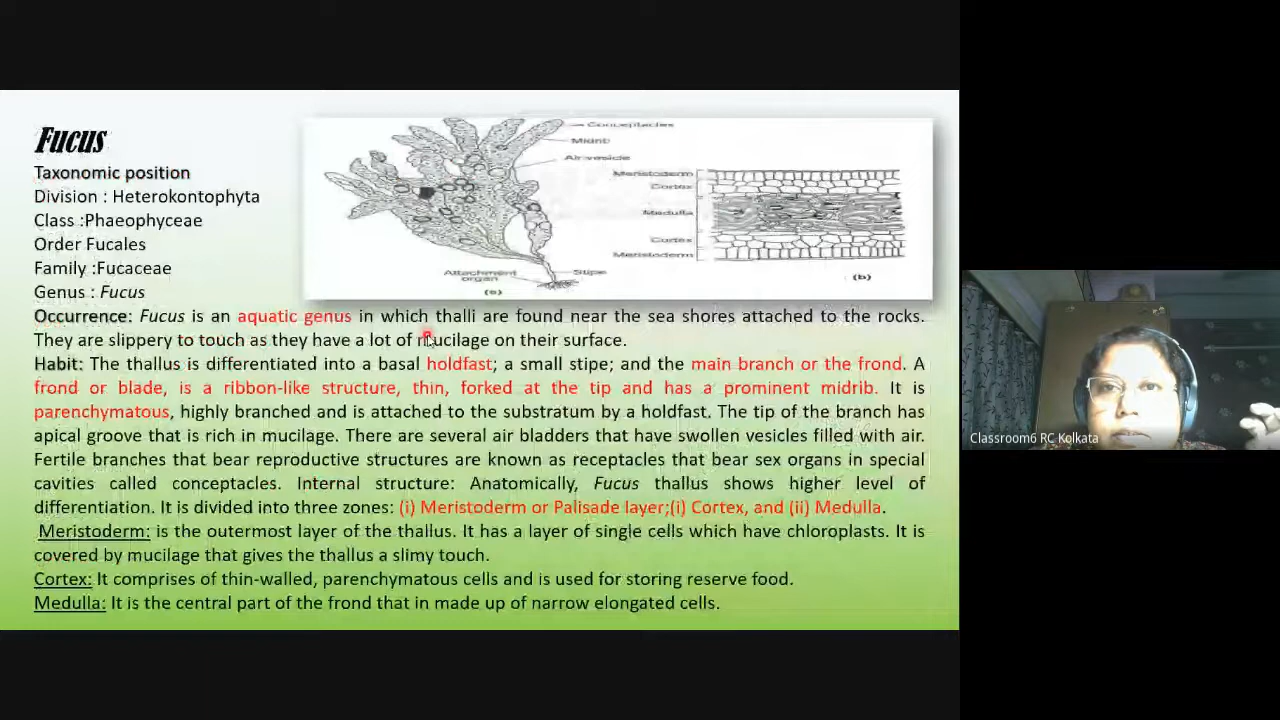 Fucus
Taxonomic position
Division : Heterokontophyta
Class :Phaeophyceae
Order Fucales
Family :Fucaceae
Genus : Fucus
Conceptacles
Midrib
Air vesicle
Attachment organ
Stipe
(a)
Meristoderm
Cortex
Medulla
Cortex
Meristoderm
(b)
Occurrence: Fucus is an aquatic genus in which thalli are found near the sea shores attached to the rocks.
They are slippery to touch as they have a lot of mucilage on their surface.
Habit: The thallus is differentiated into a basal holdfast; a small stipe; and the main branch or the frond. A
frond or blade, is a ribbon-like structure, thin, forked at the tip and has a prominent midrib. It is
parenchymatous, highly branched and is attached to the substratum by a holdfast. The tip of the branch has
apical groove that is rich in mucilage. There are several air bladders that have swollen vesicles filled with air.
Fertile branches that bear reproductive structures are known as receptacles that bear sex organs in special
cavities called conceptacles. Internal structure: Anatomically, Fucus thallus shows higher level of
differentiation. It is divided into three zones: (i) Meristoderm or Palisade layer;(i) Cortex, and (ii) Medulla.
Meristoderm: is the outermost layer of the thallus. It has a layer of single cells which have chloroplasts. It is
covered by mucilage that gives the thallus a slimy touch.
Cortex: It comprises of thin-walled, parenchymatous cells and is used for storing reserve food.
Medulla: It is the central part of the frond that in made up of narrow elongated cells.
Classroom6 RC Kolkata